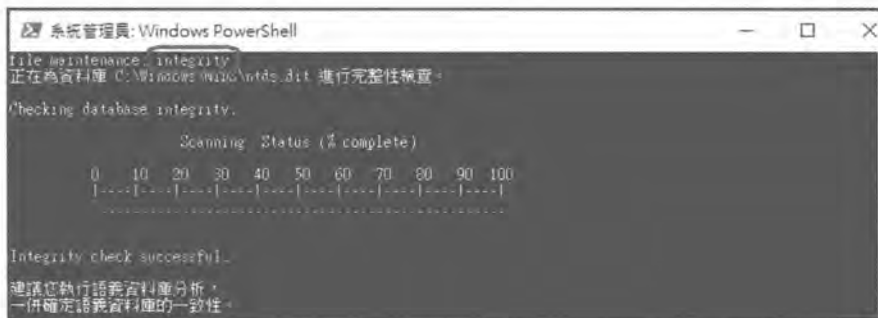 系統管理員: Windows PowerShell
file maintenance: integrity
正在為資料庫 C:\Windows\NTDS\ntds.dit 進行完整性檢查。
Checking database integrity.
Scanning Status (% complete)
0 10 20 30 40 50 60 70 80 90 100
|----|----|----|----|----|----|----|----|----|----|
...................................................
Integrity check successful.
建議您執行語義資料庫分析，
一併確定語義資料庫的一致性。